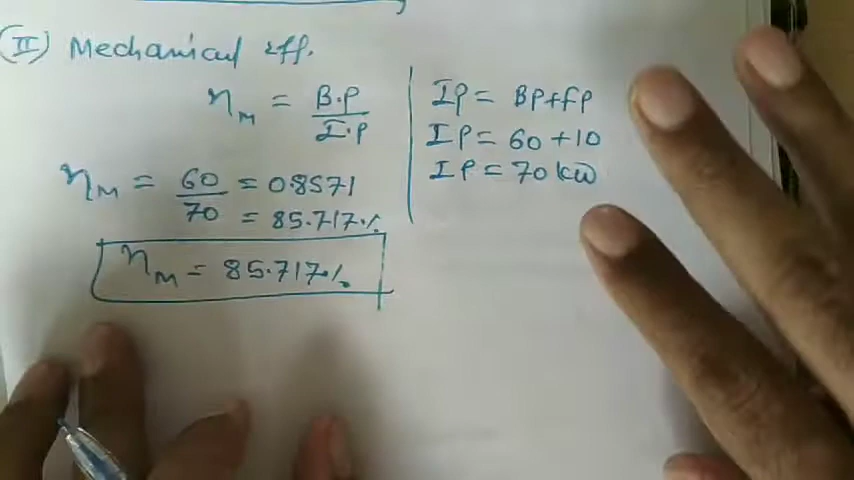 (II) Mechanical eff.
ηm = B.P / I.P
ηm = 60 / 70 = 0.8571
= 85.717.%
ηm = 85.717.%
IP = BP+fP
IP = 60+10
IP = 70 kw